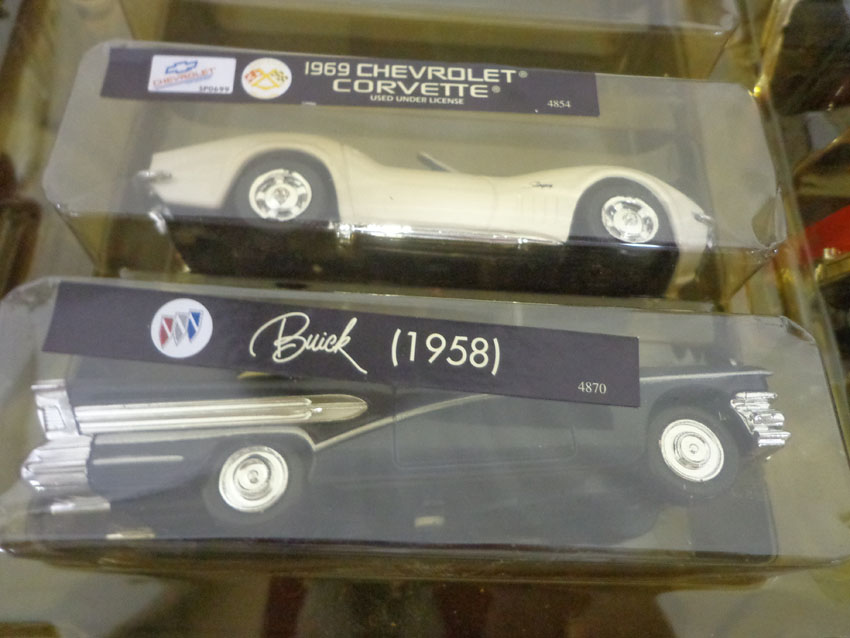 CHEVROLET
SP0699
1969 CHEVROLET®
CORVETTE®
USED UNDER LICENSE
4854
Buick (1958)
4870